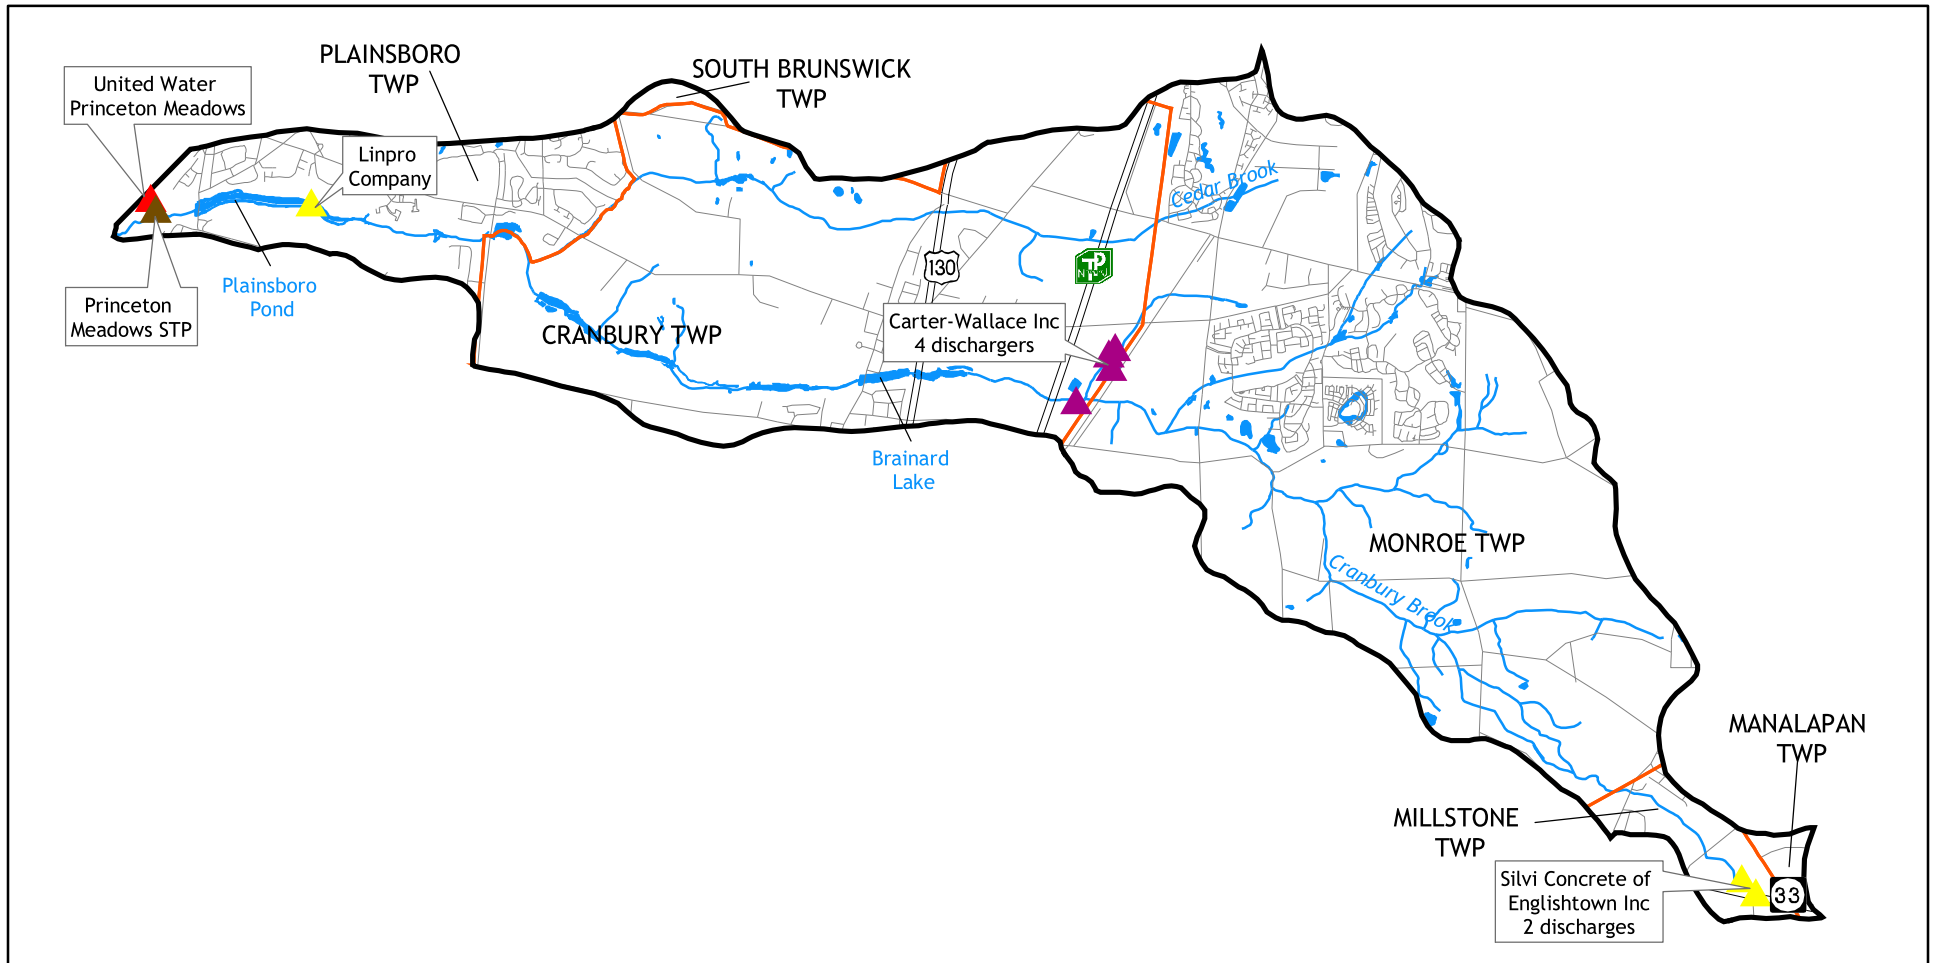 PLAINSBORO
TWP
SOUTH BRUNSWICK
TWP
United Water
Princeton Meadows
Linpro
Company
Cedar Brook
Plainsboro
Pond
130
TP
Princeton
Meadows STP
CRANBURY TWP
Carter-Wallace Inc
4 dischargers
Brainard
Lake
MONROE TWP
Cranbury Brook
MANALAPAN
TWP
MILLSTONE
TWP
Silvi Concrete of
Englishtown Inc
2 discharges
33